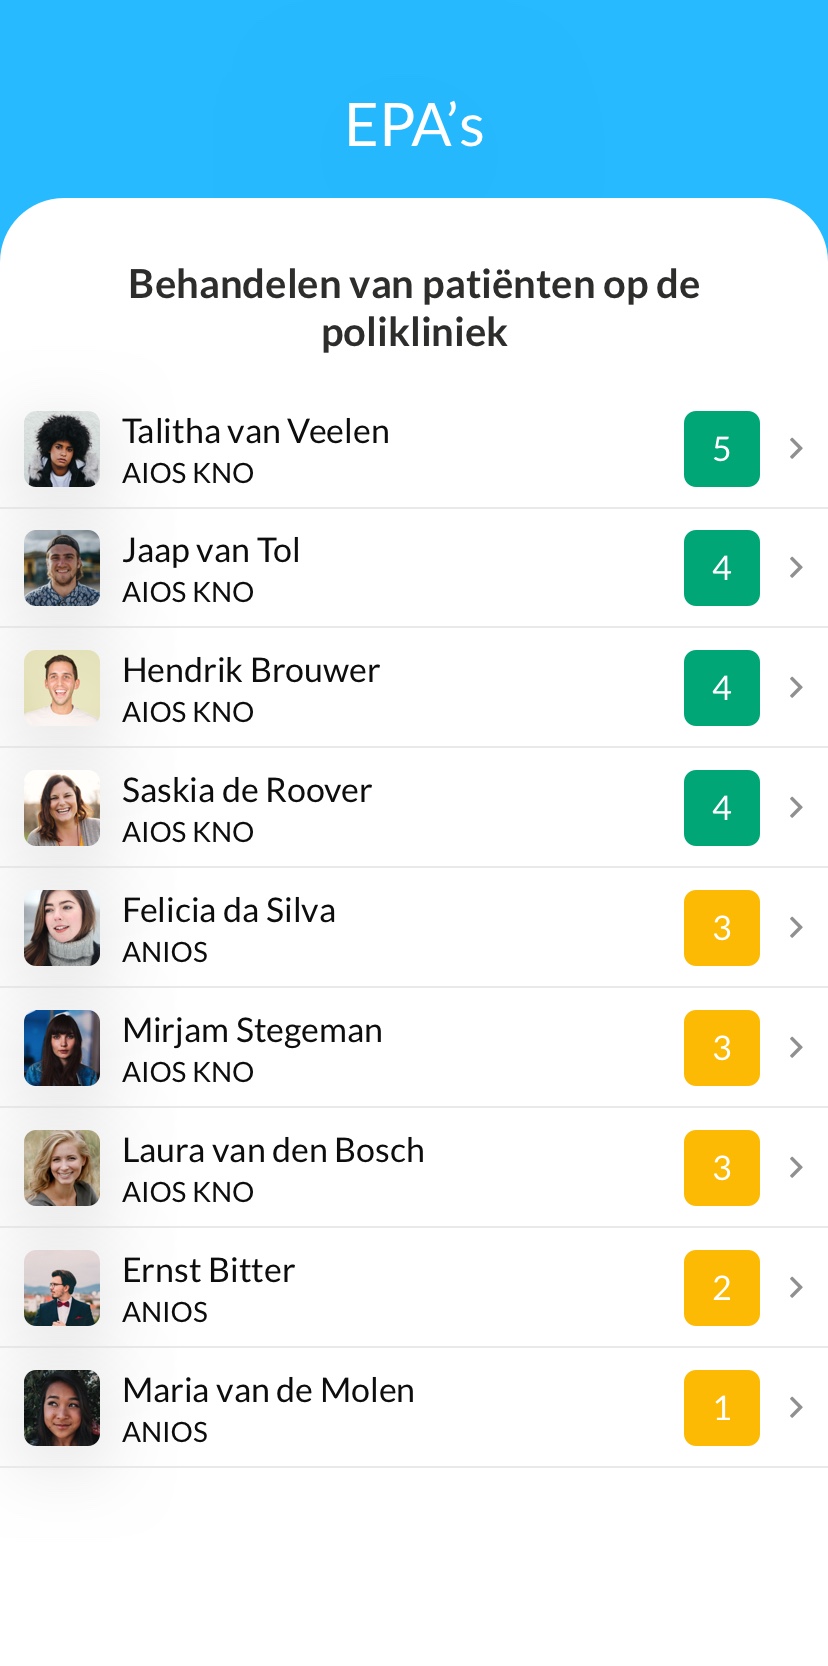 EPA’s
Behandelen van patiënten op de
polikliniek
Talitha van Veelen
AIOS KNO
5
Jaap van Tol
AIOS KNO
4
Hendrik Brouwer
AIOS KNO
4
Saskia de Roover
AIOS KNO
4
Felicia da Silva
ANIOS
3
Mirjam Stegeman
AIOS KNO
3
Laura van den Bosch
AIOS KNO
3
Ernst Bitter
ANIOS
2
Maria van de Molen
ANIOS
1